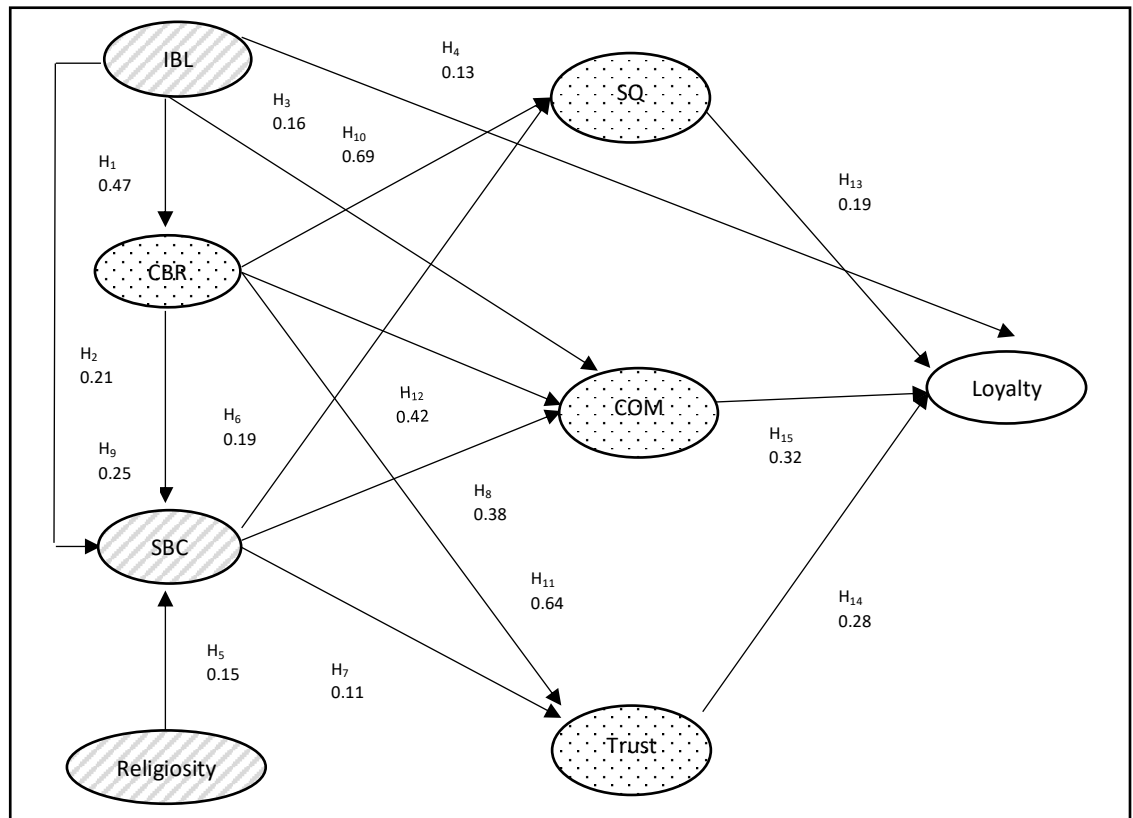 IBL
H₄
0.13
SQ
H₃
0.16
H₁₀
0.69
H₁
0.47
H₁₃
0.19
CBR
H₂
0.21
Loyalty
H₁₂
0.42
COM
H₆
0.19
H₁₅
0.32
H₉
0.25
H₈
0.38
SBC
H₁₁
0.64
H₁₄
0.28
H₅
0.15
H₇
0.11
Trust
Religiosity